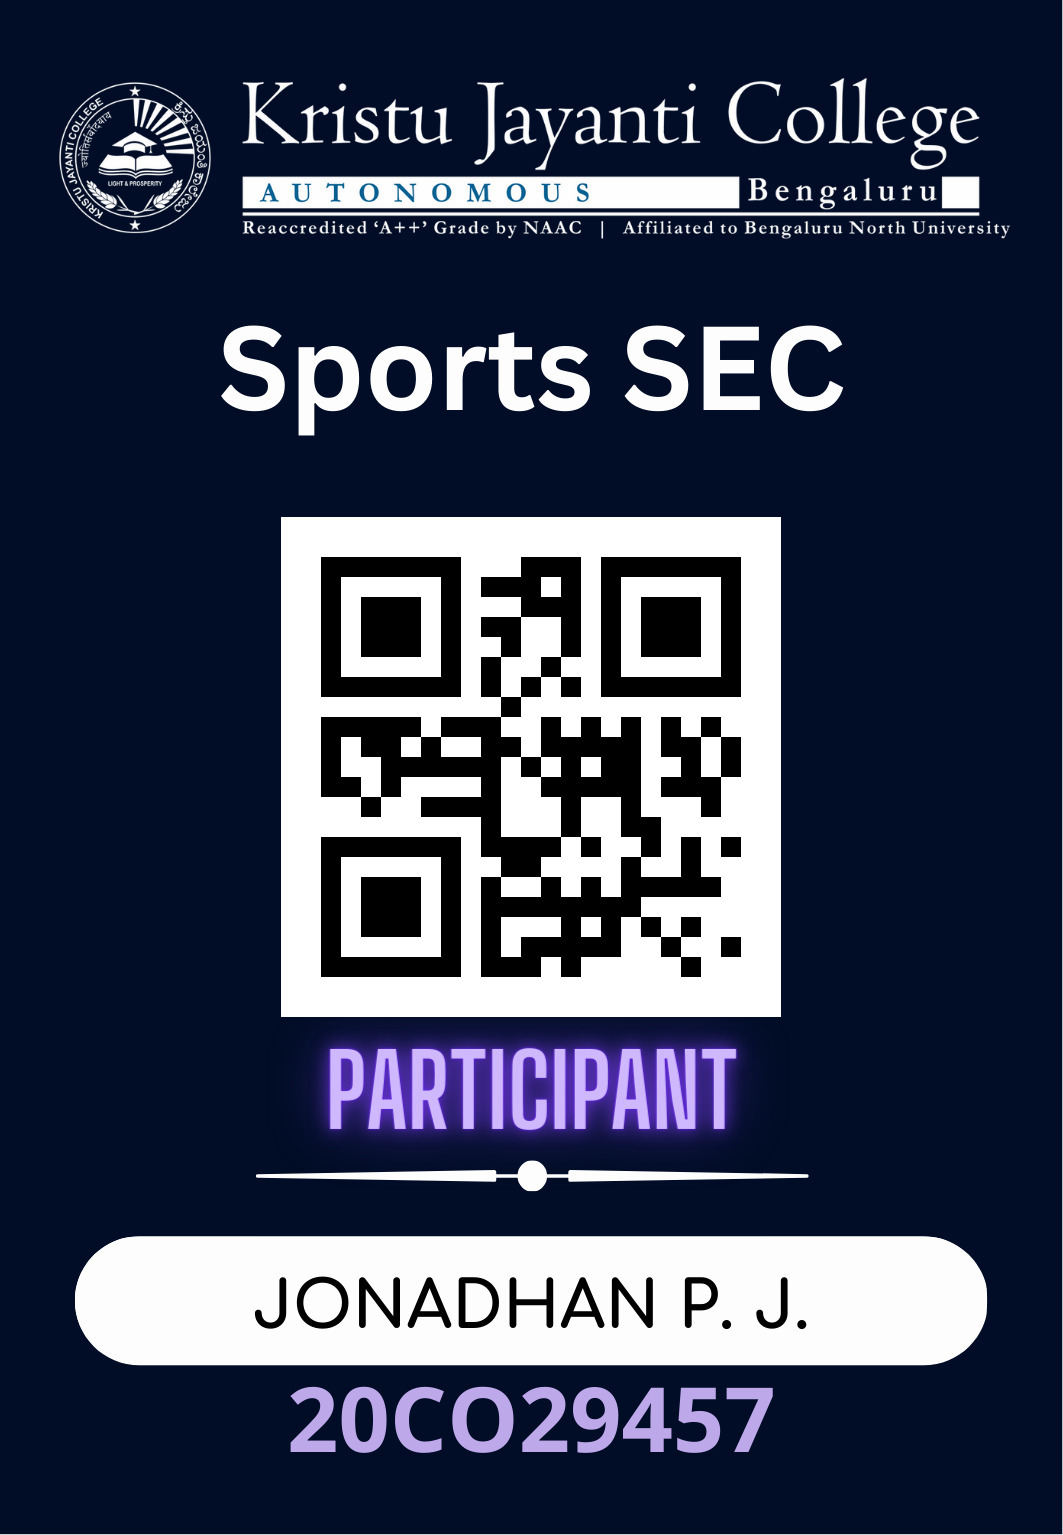 Kristu Jayanti College
AUTONOMOUS Bengaluru
Reaccredited ‘A++’ Grade by NAAC | Affiliated to Bengaluru North University
KRISTU JAYANTI COLLEGE
LIGHT & PROSPERITY
Sports SEC
PARTICIPANT
JONADHAN P. J.
20CO29457